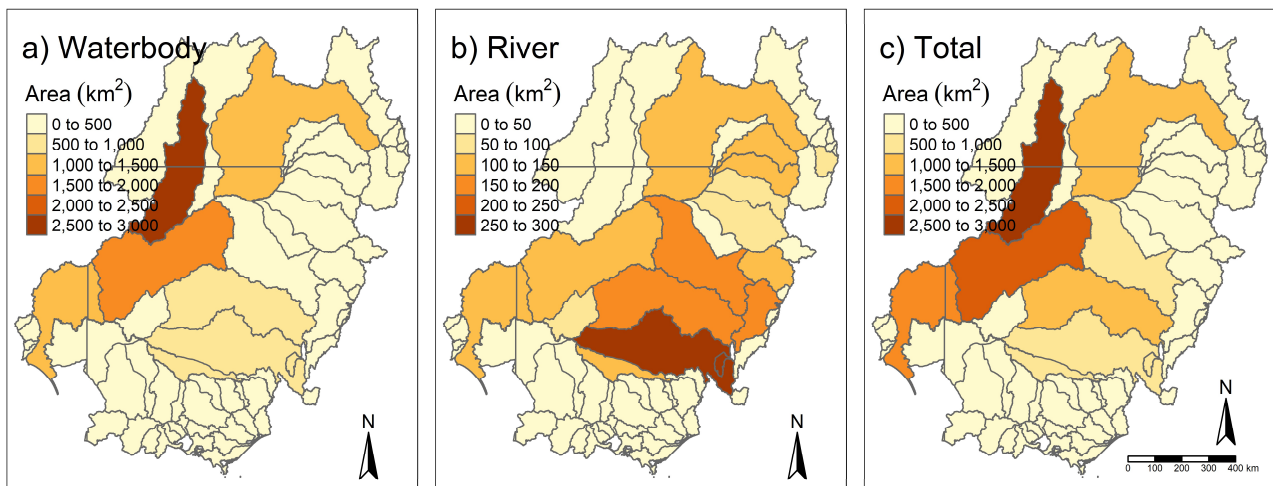 a) Waterbody
Area (km²)
0 to 500
500 to 1,000
1,000 to 1,500
1,500 to 2,000
2,000 to 2,500
2,500 to 3,000
N
b) River
Area (km²)
0 to 50
50 to 100
100 to 150
150 to 200
200 to 250
250 to 300
N
c) Total
Area (km²)
0 to 500
500 to 1,000
1,000 to 1,500
1,500 to 2,000
2,000 to 2,500
2,500 to 3,000
N
0 100 200 300 400 km